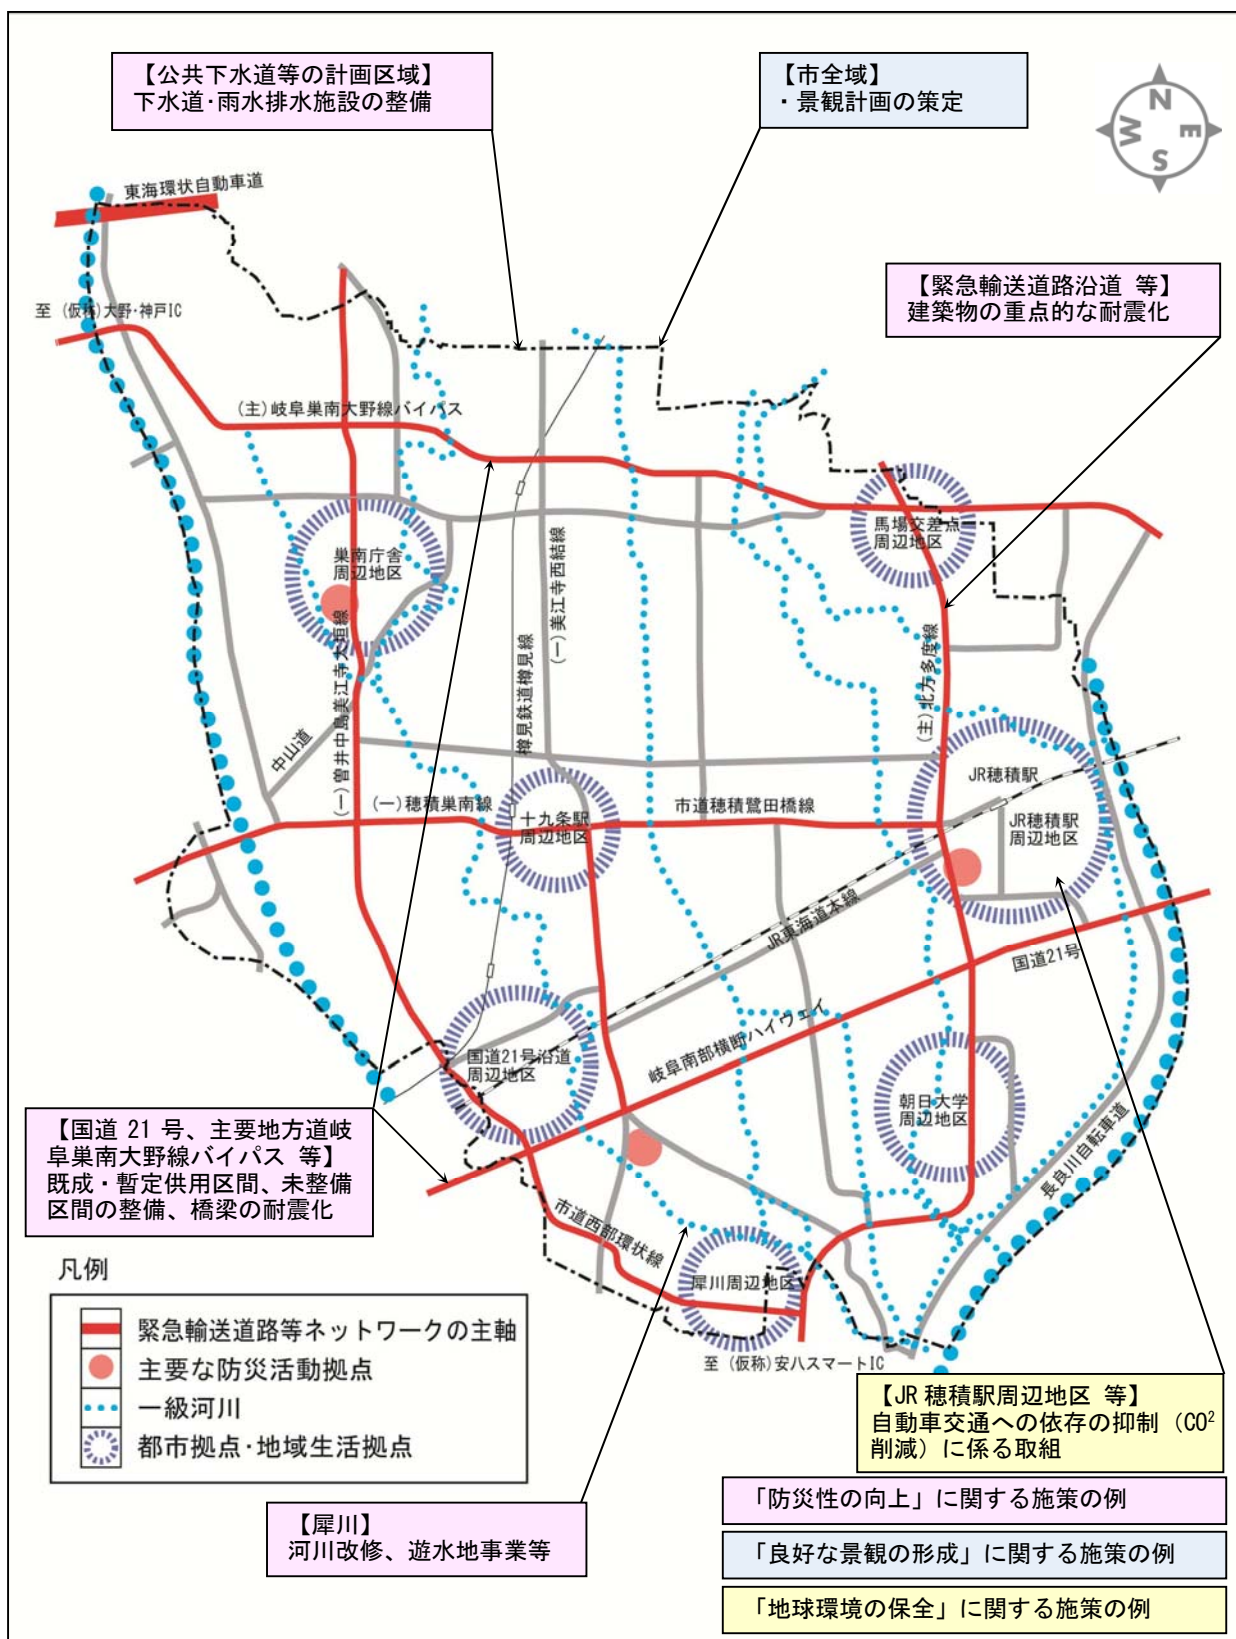 【公共下水道等の計画区域】
下水道・雨水排水施設の整備
【市全域】
・景観計画の策定
N
W
E
S
東海環状自動車道
【緊急輸送道路沿道 等】
建築物の重点的な耐震化
至 (仮称)大野・神戸IC
(主)岐阜巣南大野線バイパス
馬場交差点
周辺地区
巣南庁舎
周辺地区
(一)美江寺西結線
樽見鉄道樽見線
(一)曽井中島美江寺大垣線
(主)北方多度線
中山道
JR穂積駅
(一)穂積巣南線
市道穂積鷺田橋線
十九条駅
周辺地区
JR穂積駅
周辺地区
JR東海道本線
国道21号
岐阜南部横断ハイウェイ
国道21号沿道
周辺地区
朝日大学
周辺地区
長良川自転車道
【国道 21 号、主要地方道岐
阜巣南大野線バイパス 等】
既成・暫定供用区間、未整備
区間の整備、橋梁の耐震化
市道西部環状線
犀川周辺地区
至 (仮称)安八スマートIC
凡例
緊急輸送道路等ネットワークの主軸
主要な防災活動拠点
一級河川
都市拠点・地域生活拠点
【JR 穂積駅周辺地区 等】
自動車交通への依存の抑制（CO²
削減）に係る取組
【犀川】
河川改修、遊水地事業等
「防災性の向上」に関する施策の例
「良好な景観の形成」に関する施策の例
「地球環境の保全」に関する施策の例